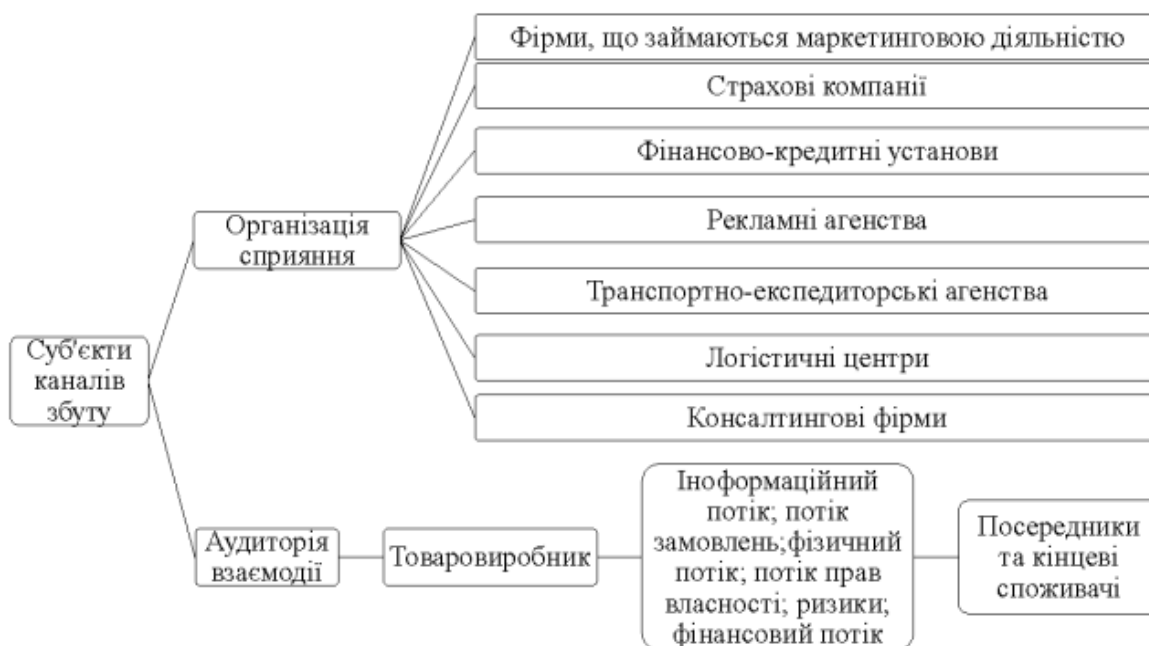 Фірми, що займаються маркетинговою діяльністю
Страхові компанії
Фінансово-кредитні установи
Організація
сприяння
Рекламні агенства
Транспортно-експедиторські агенства
Логістичні центри
Консалтингові фірми
Суб'єкти
каналів
збуту
Аудиторія
взаємодії
Товаровиробник
Іноформаційний
потік; потік
замовлень;фізичний
потік; потік прав
власності; ризики;
фінансовий потік
Посередники
та кінцеві
споживачі